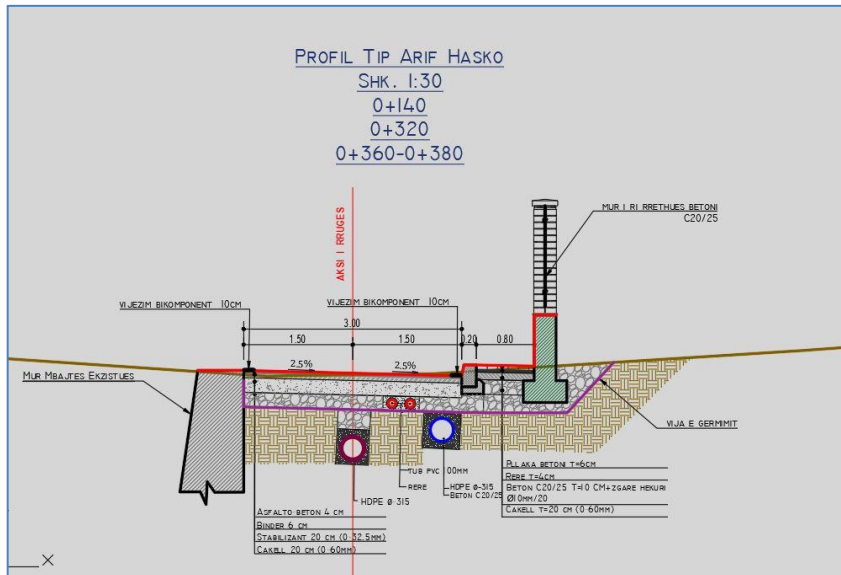 PROFIL TIP ARIF HASKO
SHK. 1:30
0+140
0+320
0+360-0+380
MUR I RI RRETHUES BETONI
C20/25
AKSI I RRUGES
VIJEZIM BIKOMPONENT 10CM
VIJEZIM BIKOMPONENT 10CM
3.00
1.50
1.50
0.20
0.80
2.5%
2.5%
MUR MBAJTES EKZISTUES
VIJA E GERMIMIT
TUB PVC 100MM
RERE
HDPE ø-315
BETON C20/25
HDPE ø 315
PLLAKA BETONI T=6CM
RERE T=4CM
BETON C20/25 T=10 CM+ZGARE HEKURI
Ø10MM/20
CAKELL T=20 CM (0-60MM)
ASFALTO BETON 4 CM
BINDER 6 CM
STABILIZANT 20 CM (0-32.5MM)
CAKELL 20 CM (0-60MM)
X